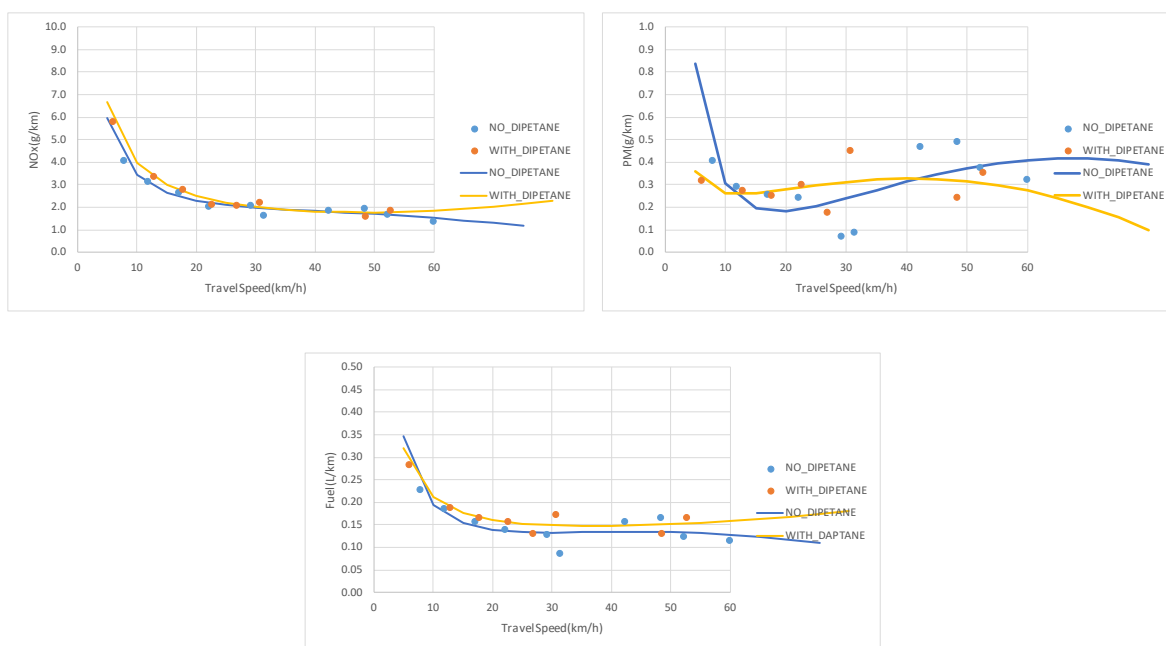 10.0
9.0
8.0
7.0
6.0
5.0
4.0
3.0
2.0
1.0
0.0
NOx(g/km)
0 10 20 30 40 50 60
TravelSpeed(km/h)
NO_DIPETANE
WITH_DIPETANE
NO_DIPETANE
WITH_DIPETANE
1.0
0.9
0.8
0.7
0.6
0.5
0.4
0.3
0.2
0.1
0.0
PM(g/km)
0 10 20 30 40 50 60
TravelSpeed(km/h)
NO_DIPETANE
WITH_DIPETANE
NO_DIPETANE
WITH_DIPETANE
0.50
0.45
0.40
0.35
0.30
0.25
0.20
0.15
0.10
0.05
0.00
Fuel(L/km)
0 10 20 30 40 50 60
TravelSpeed(km/h)
NO_DIPETANE
WITH_DIPETANE
NO_DIPETANE
WITH_DAPTANE